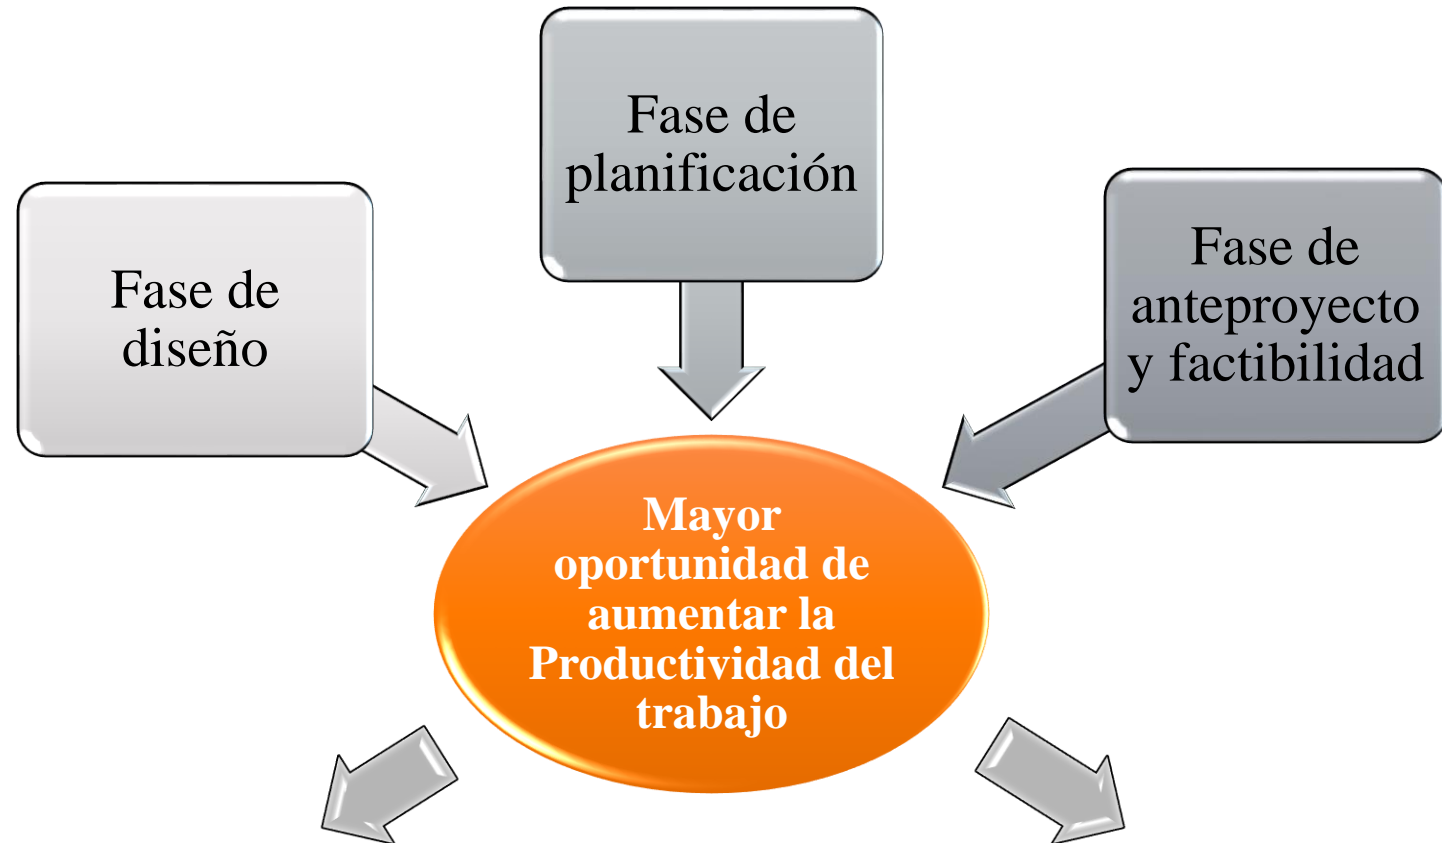 Fase de
planificación
Fase de
diseño
Fase de
anteproyecto
y factibilidad
Mayor
oportunidad de
aumentar la
Productividad del
trabajo